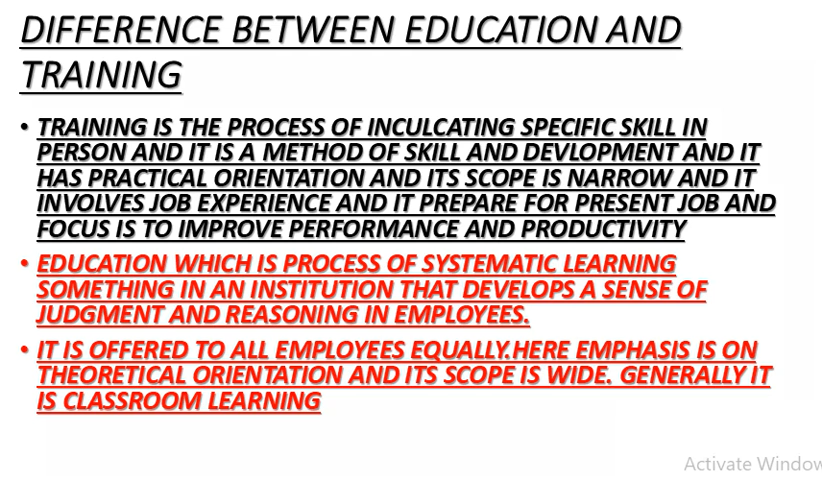 DIFFERENCE BETWEEN EDUCATION AND
TRAINING
• TRAINING IS THE PROCESS OF INCULCATING SPECIFIC SKILL IN
PERSON AND IT IS A METHOD OF SKILL AND DEVLOPMENT AND IT
HAS PRACTICAL ORIENTATION AND ITS SCOPE IS NARROW AND IT
INVOLVES JOB EXPERIENCE AND IT PREPARE FOR PRESENT JOB AND
FOCUS IS TO IMPROVE PERFORMANCE AND PRODUCTIVITY
• EDUCATION WHICH IS PROCESS OF SYSTEMATIC LEARNING
SOMETHING IN AN INSTITUTION THAT DEVELOPS A SENSE OF
JUDGMENT AND REASONING IN EMPLOYEES.
• IT IS OFFERED TO ALL EMPLOYEES EQUALLY.HERE EMPHASIS IS ON
THEORETICAL ORIENTATION AND ITS SCOPE IS WIDE. GENERALLY IT
IS CLASSROOM LEARNING
Activate Window